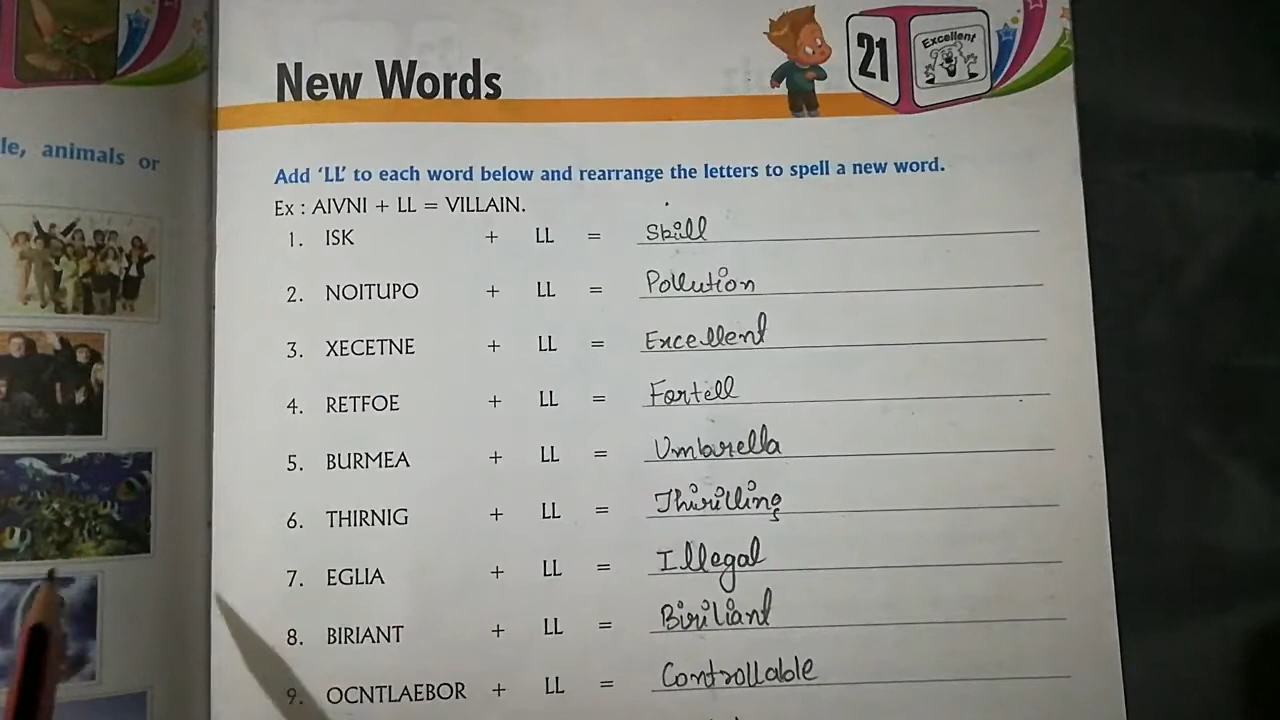 New Words
21
Excellent
le, animals or
Add 'LL' to each word below and rearrange the letters to spell a new word.
Ex : AIVNI + LL = VILLAIN.
1. ISK + LL = Skill
2. NOITUPO + LL = Pollution
3. XECETNE + LL = Excellent
4. RETFOE + LL = Fortell
5. BURMEA + LL = Umbrella
6. THIRNIG + LL = Thrilling
7. EGLIA + LL = Illegal
8. BIRIANT + LL = Biriliant
9. OCNTLAEBOR + LL = Controllable